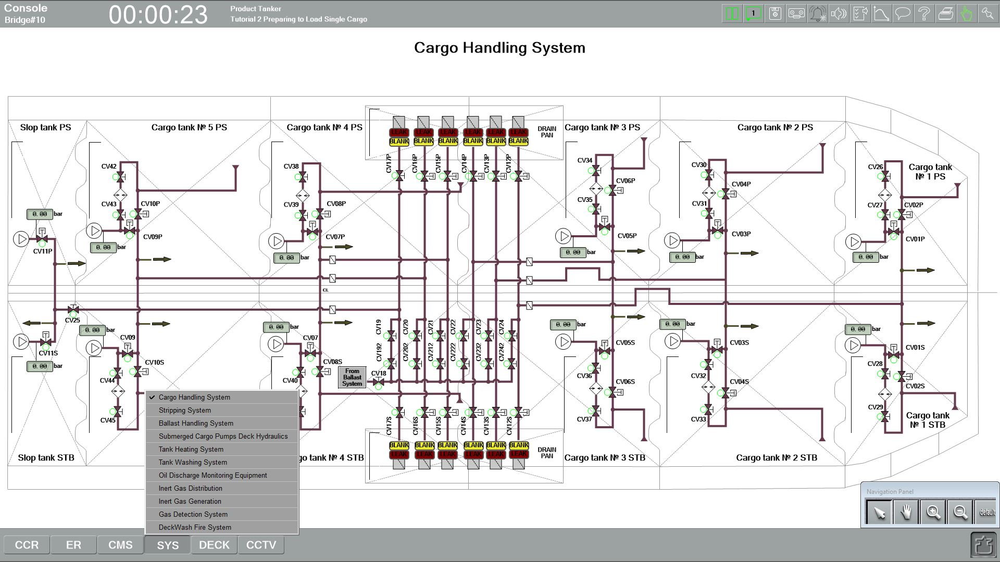 Console
Bridge#10
00:00:23
Product Tanker
Tutorial 2 Preparing to Load Single Cargo
1
Cargo Handling System
Slop tank PS
Cargo tank № 5 PS
Cargo tank № 4 PS
LEAK LEAK LEAK LEAK LEAK LEAK
BLANK BLANK BLANK BLANK BLANK BLANK
DRAIN
PAN
Cargo tank № 3 PS
Cargo tank № 2 PS
Cargo tank
№ 1 PS
CV17P CV16P CV15P CV14P CV13P CV12P
CV42
CV38
CV34
CV30
CV26
CV06P
CV04P
CV43
CV10P
CV39
CV08P
CV35
CV31
CV27
CV02P
0.00 bar
CV11P
CV09P
0.00 bar
CV07P
0.00 bar
CV05P
0.00 bar
CV03P
0.00 bar
CV01P
0.00 bar
CL
CV25
0.00 bar
CV09
0.00 bar
CV07
CV19 CV20 CV21 CV22 CV23 CV24
CV192 CV202 CV212 CV222 CV232 CV242
0.00 bar
CV05S
0.00 bar
CV03S
0.00 bar
CV01S
CV11S
0.00 bar
CV10S
CV44
CV45
CV08S
CV40
From
Ballast
System
CV18
CV36
CV06S
CV37
CV32
CV04S
CV33
CV28
CV02S
CV29
CV17S CV16S CV15S CV14S CV13S CV12S
BLANK BLANK BLANK BLANK BLANK BLANK
LEAK LEAK LEAK LEAK LEAK LEAK
DRAIN
PAN
Cargo tank
№ 1 STB
Slop tank STB
go tank № 4 STB
Cargo tank № 3 STB
Cargo tank № 2 STB
Cargo Handling System
Stripping System
Ballast Handling System
Submerged Cargo Pumps Deck Hydraulics
Tank Heating System
Tank Washing System
Oil Discharge Monitoring Equipment
Inert Gas Distribution
Inert Gas Generation
Gas Detection System
DeckWash Fire System
Navigation Panel
default
CCR ER CMS SYS DECK CCTV